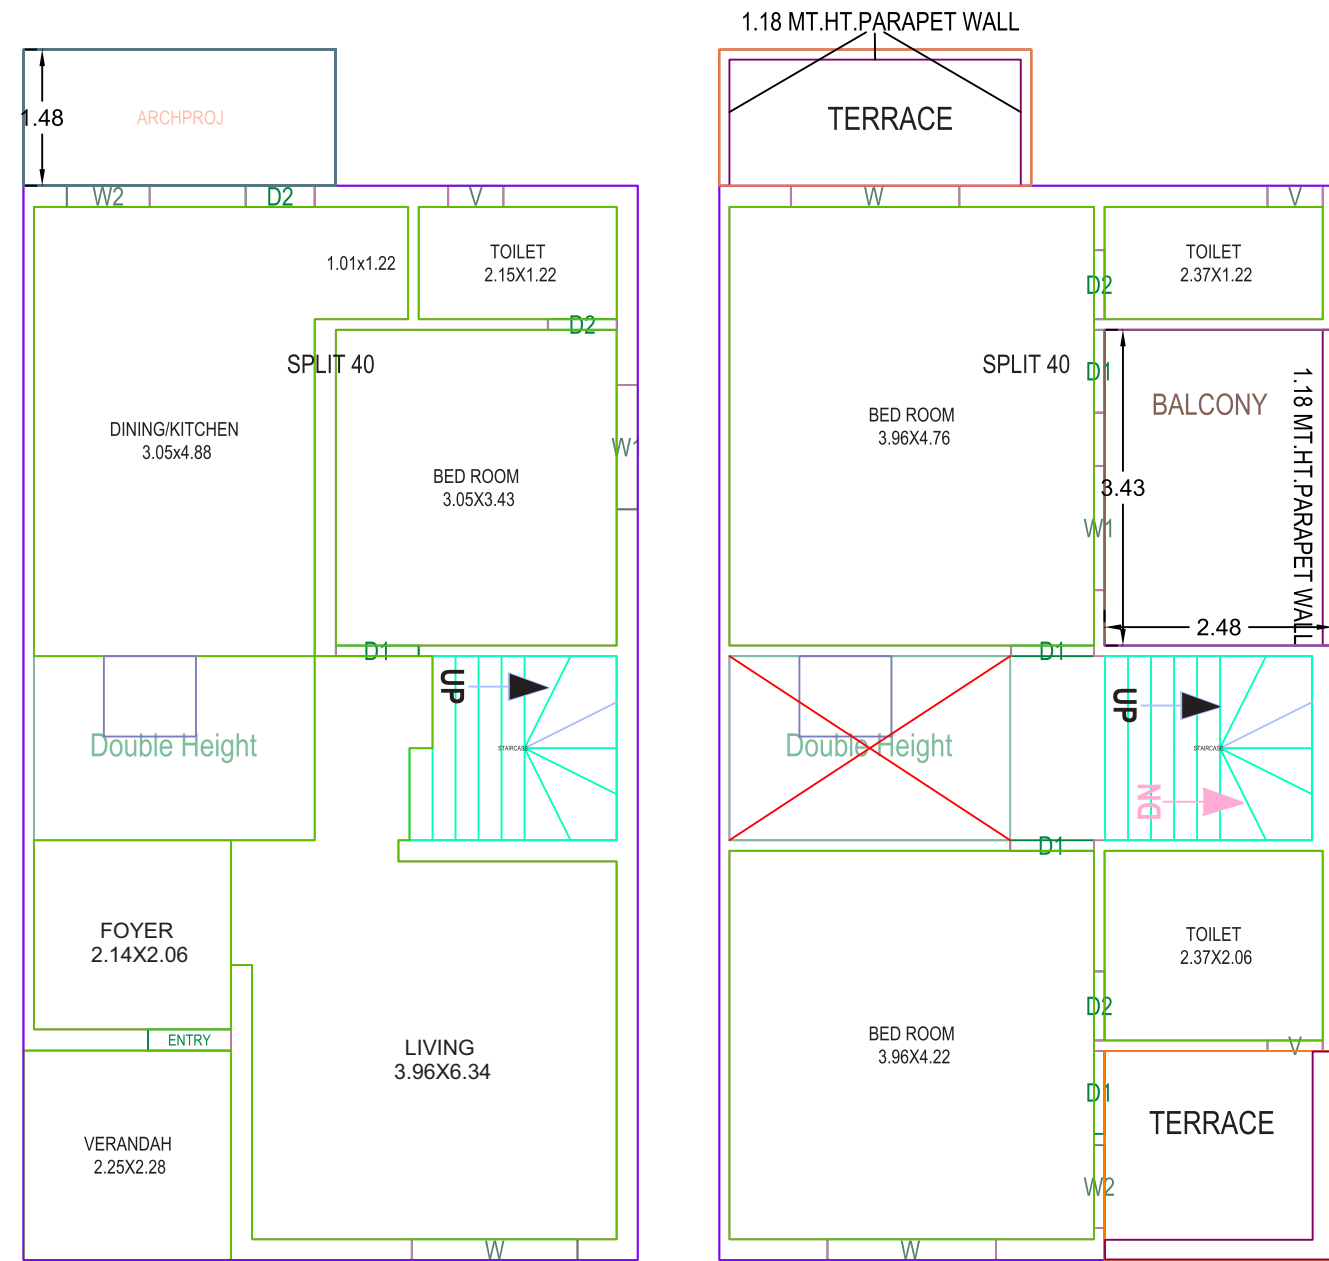 1.48
ARCHPROJ
W2
D2
V
1.01x1.22
TOILET
2.15X1.22
D2
SPLIT 40
DINING/KITCHEN
3.05x4.88
W1
BED ROOM
3.05X3.43
D1
UP
STAIRCASE
Double Height
FOYER
2.14X2.06
ENTRY
LIVING
3.96X6.34
VERANDAH
2.25X2.28
W
1.18 MT.HT.PARAPET WALL
TERRACE
W
V
TOILET
2.37X1.22
D2
SPLIT 40
D1
BALCONY
1.18 MT.HT.PARAPET WALL
BED ROOM
3.96X4.76
3.43
W1
2.48
D1
UP
STAIRCASE
Double Height
DN
D1
TOILET
2.37X2.06
D2
BED ROOM
3.96X4.22
V
D1
TERRACE
W2
W